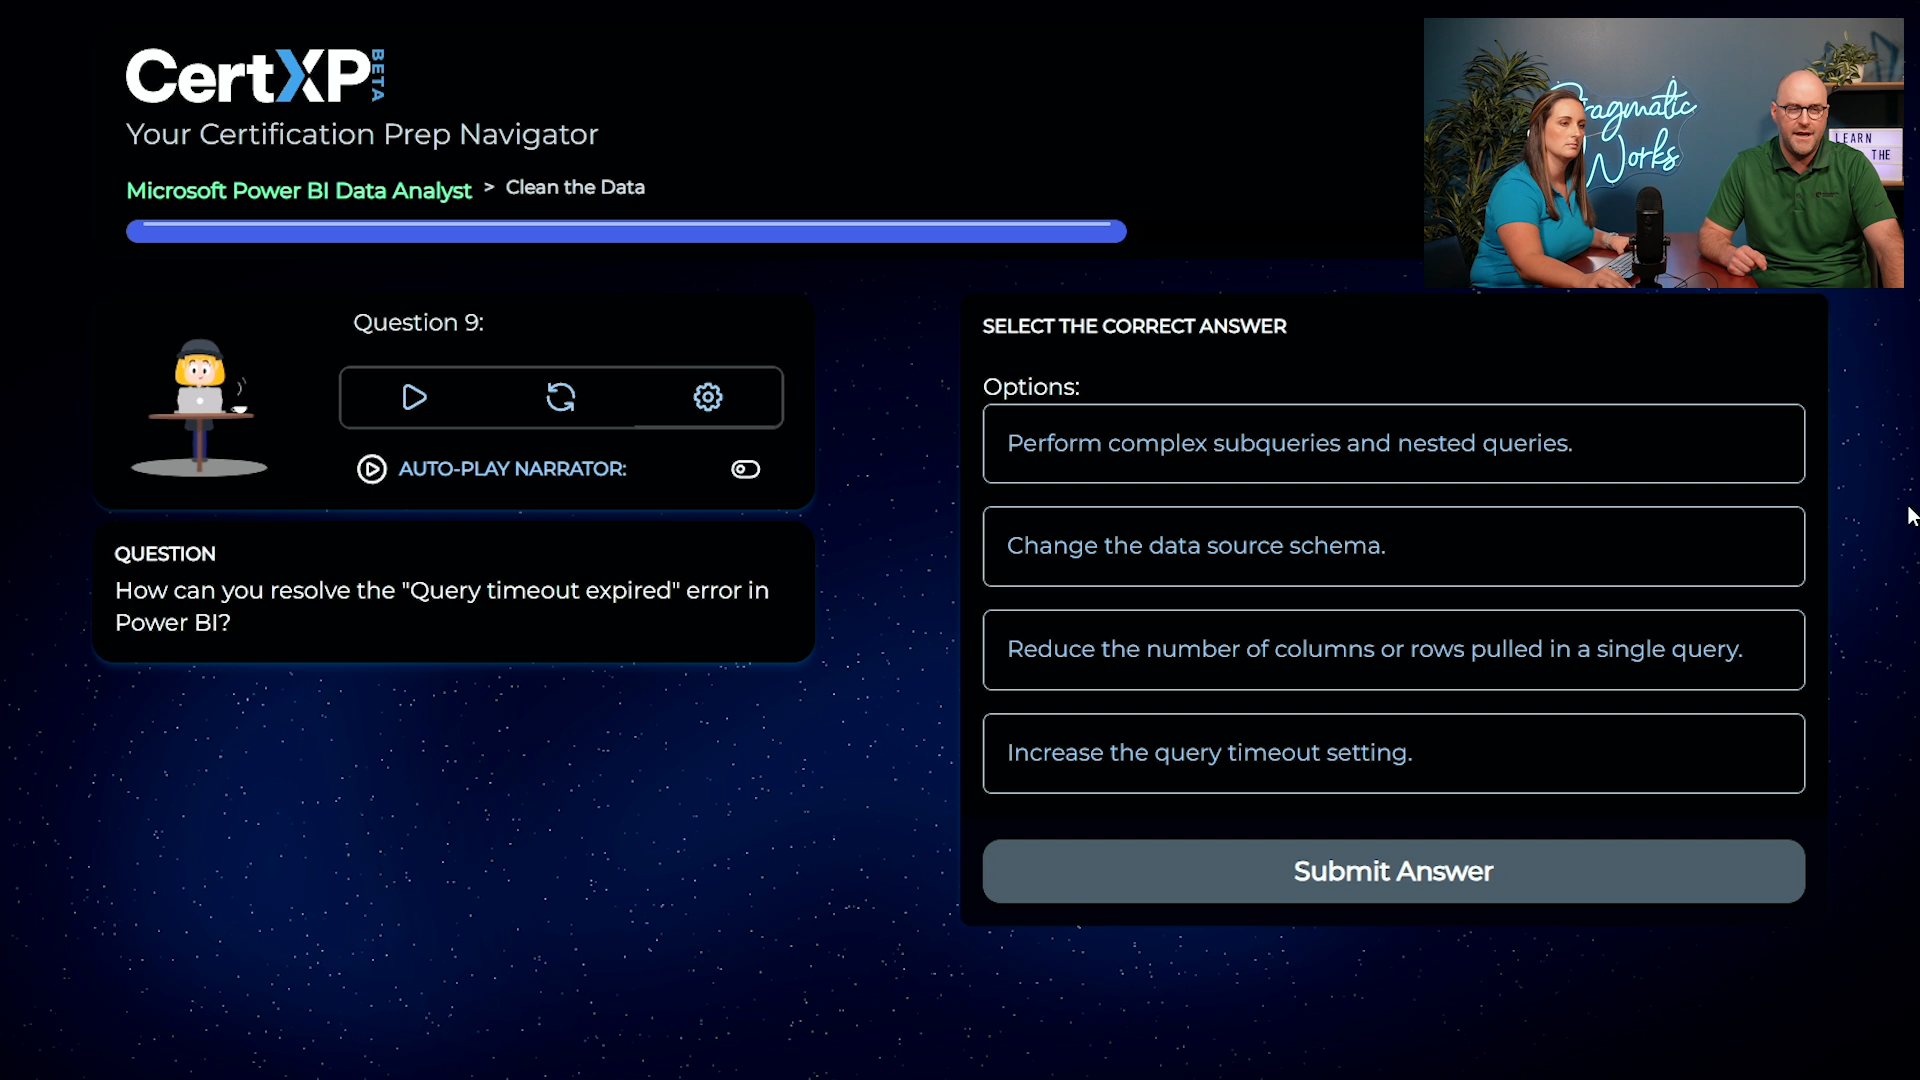 CertXP BETA
Your Certification Prep Navigator
Microsoft Power BI Data Analyst > Clean the Data
Pragmatic
Works
LEARN
THE
Question 9:
AUTO-PLAY NARRATOR:
QUESTION
How can you resolve the "Query timeout expired" error in
Power BI?
SELECT THE CORRECT ANSWER
Options:
Perform complex subqueries and nested queries.
Change the data source schema.
Reduce the number of columns or rows pulled in a single query.
Increase the query timeout setting.
Submit Answer